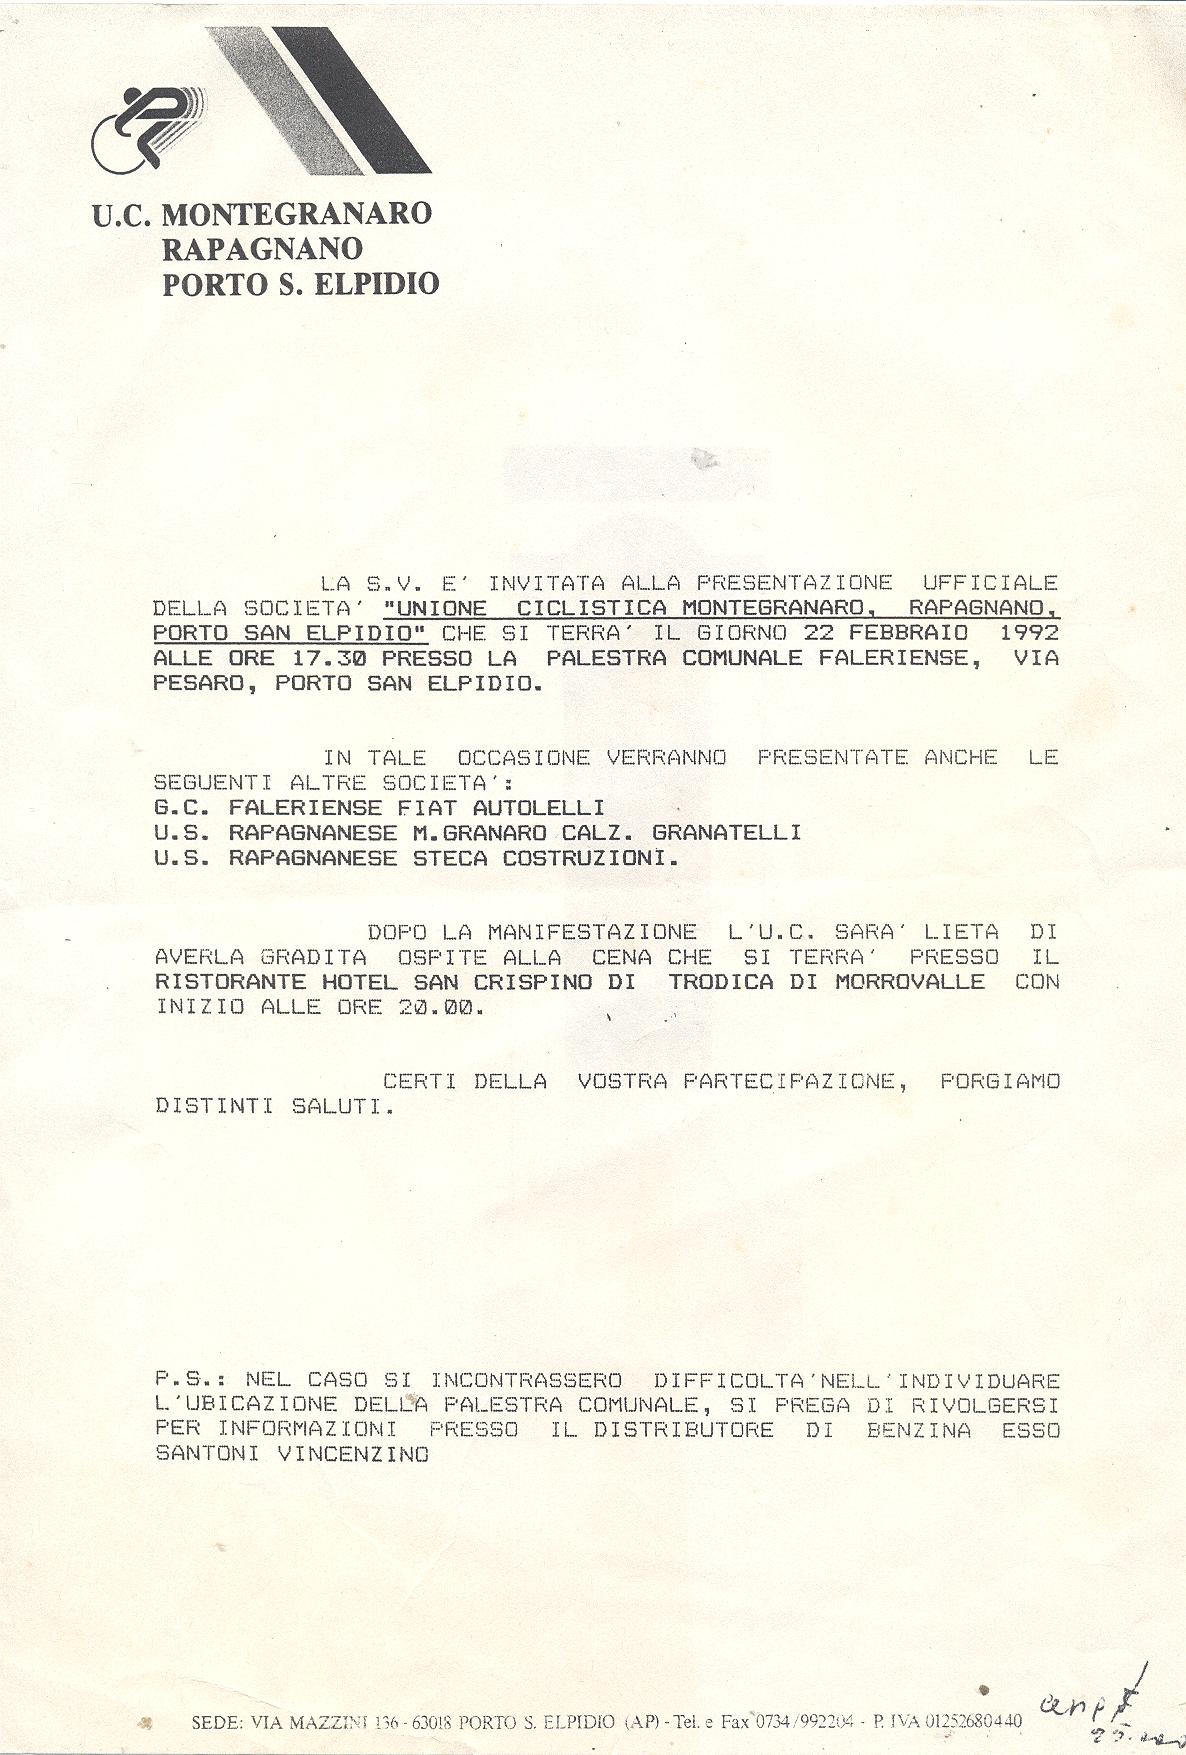 U.C. MONTEGRANARO
RAPAGNANO
PORTO S. ELPIDIO
LA S.V. E' INVITATA ALLA PRESENTAZIONE UFFICIALE
DELLA SOCIETA' "UNIONE CICLISTICA MONTEGRANARO, RAPAGNANO,
PORTO SAN ELPIDIO" CHE SI TERRA' IL GIORNO 22 FEBBRAIO 1992
ALLE ORE 17.30 PRESSO LA PALESTRA COMUNALE FALERIENSE, VIA
PESARO, PORTO SAN ELPIDIO.
IN TALE OCCASIONE VERRANNO PRESENTATE ANCHE LE
SEGUENTI ALTRE SOCIETA':
G.C. FALERIENSE FIAT AUTOLELLI
U.S. RAPAGNANESE M.GRANARO CALZ. GRANATELLI
U.S. RAPAGNANESE STECA COSTRUZIONI.
DOPO LA MANIFESTAZIONE L'U.C. SARA' LIETA DI
AVERLA GRADITA OSPITE ALLA CENA CHE SI TERRA' PRESSO IL
RISTORANTE HOTEL SAN CRISPINO DI TRODICA DI MORROVALLE CON
INIZIO ALLE ORE 20.00.
CERTI DELLA VOSTRA PARTECIPAZIONE, PORGIAMO
DISTINTI SALUTI.
P.S.: NEL CASO SI INCONTRASSERO DIFFICOLTA'NELL'INDIVIDUARE
L'UBICAZIONE DELLA PALESTRA COMUNALE, SI PREGA DI RIVOLGERSI
PER INFORMAZIONI PRESSO IL DISTRIBUTORE DI BENZINA ESSO
SANTONI VINCENZINO
SEDE: VIA MAZZINI 136 - 63018 PORTO S. ELPIDIO (AP) - Tel. e Fax 0734/992204 - P. IVA 01252680440